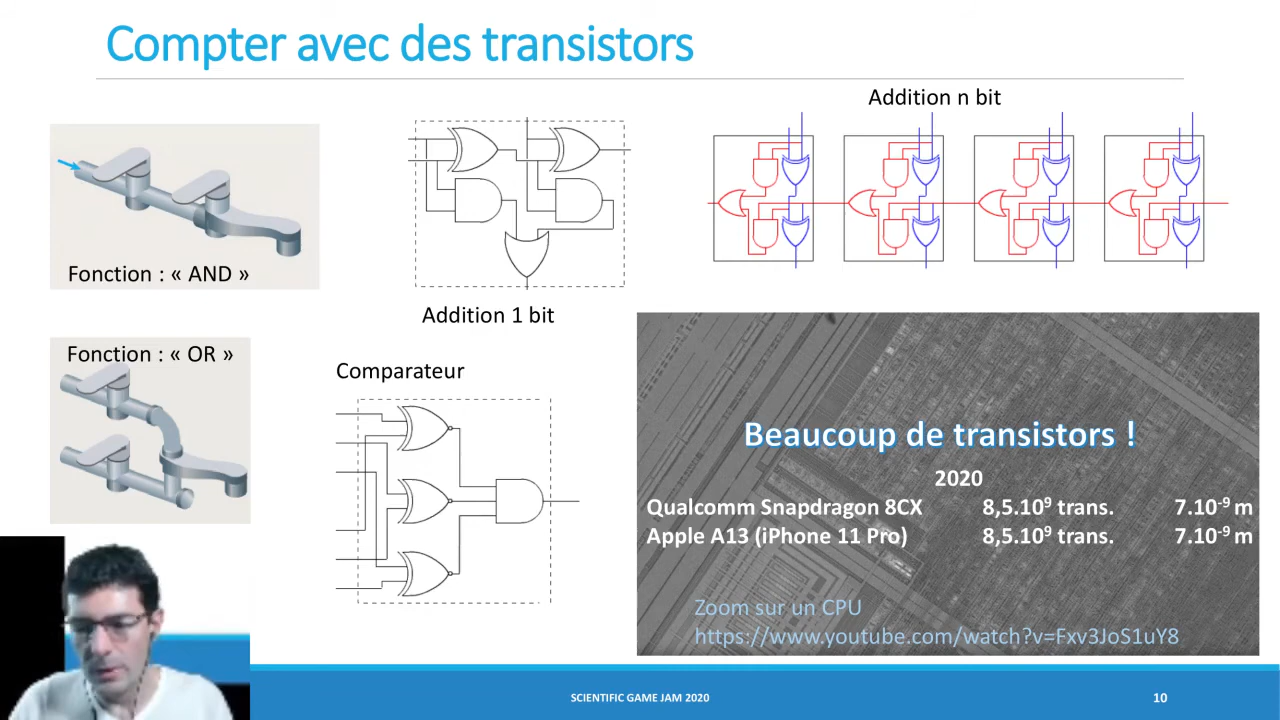 Compter avec des transistors
Fonction : « AND »
Fonction : « OR »
Addition 1 bit
Comparateur
Addition n bit
Beaucoup de transistors !
2020
Qualcomm Snapdragon 8CX 8,5.10⁹ trans. 7.10⁻⁹ m
Apple A13 (iPhone 11 Pro) 8,5.10⁹ trans. 7.10⁻⁹ m
Zoom sur un CPU
https://www.youtube.com/watch?v=Fxv3JoS1uY8
SCIENTIFIC GAME JAM 2020
10